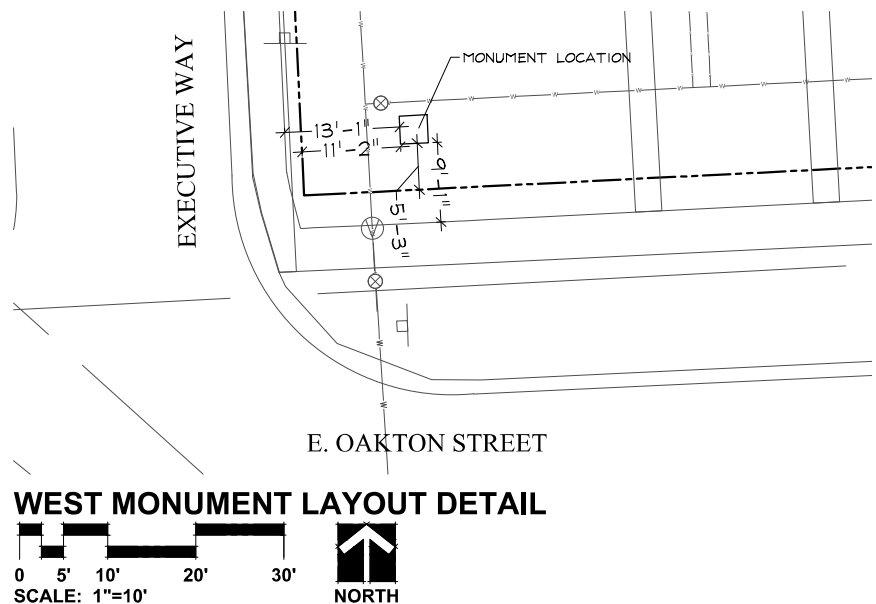 EXECUTIVE WAY
MONUMENT LOCATION
13'-1"
11'-2"
9'-1"
5'-3"
V
W
E. OAKTON STREET
WEST MONUMENT LAYOUT DETAIL
0 5' 10' 20' 30'
SCALE: 1"=10'
NORTH